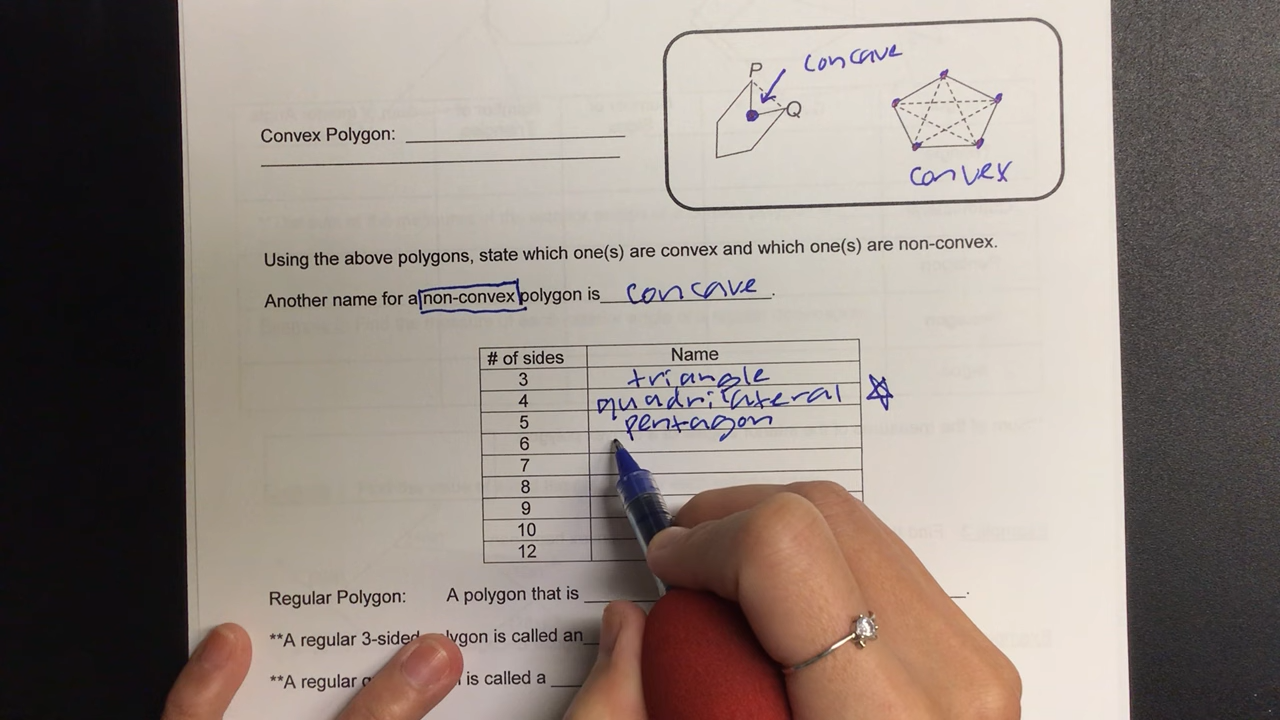 P
concave
Q
Convex Polygon:
convex
Using the above polygons, state which one(s) are convex and which one(s) are non-convex.
Another name for a non-convex polygon is concave.
# of sides Name
3 triangle
4 quadrilateral
5 pentagon
6
7
8
9
10
12
Regular Polygon: A polygon that is .
**A regular 3-sided is called an
**A regular is called a